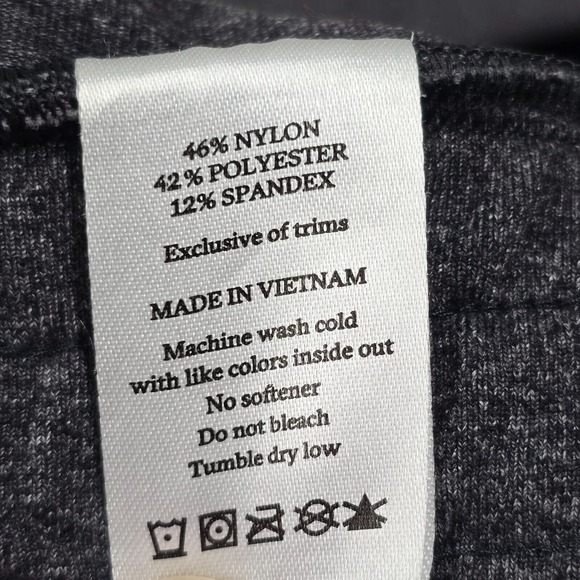 46% NYLON
42% POLYESTER
12% SPANDEX
Exclusive of trims
MADE IN VIETNAM
Machine wash cold
with like colors inside out
No softener
Do not bleach
Tumble dry low